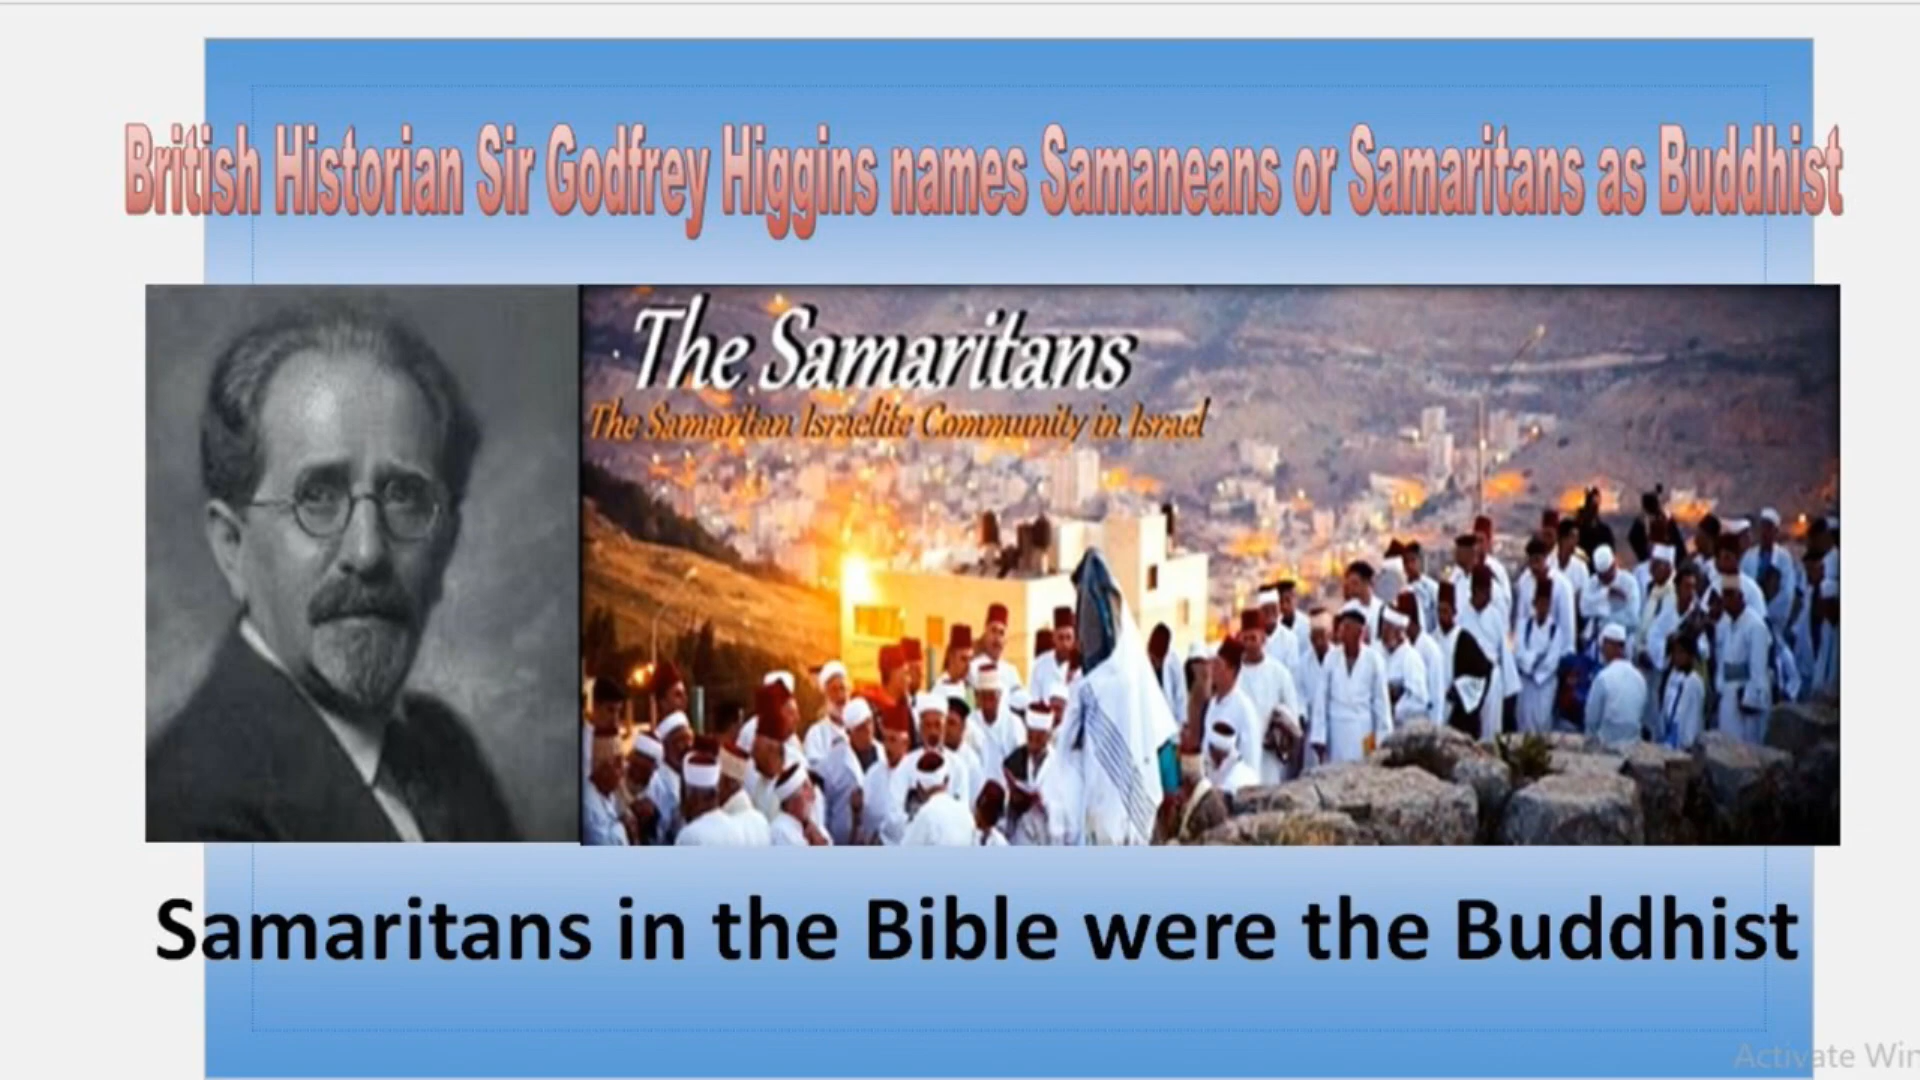 British Historian Sir Godfrey Higgins names Samaneans or Samaritans as Buddhist
The Samaritans
The Samaritan Israelite Community in Israel
Samaritans in the Bible were the Buddhist
Activate Win